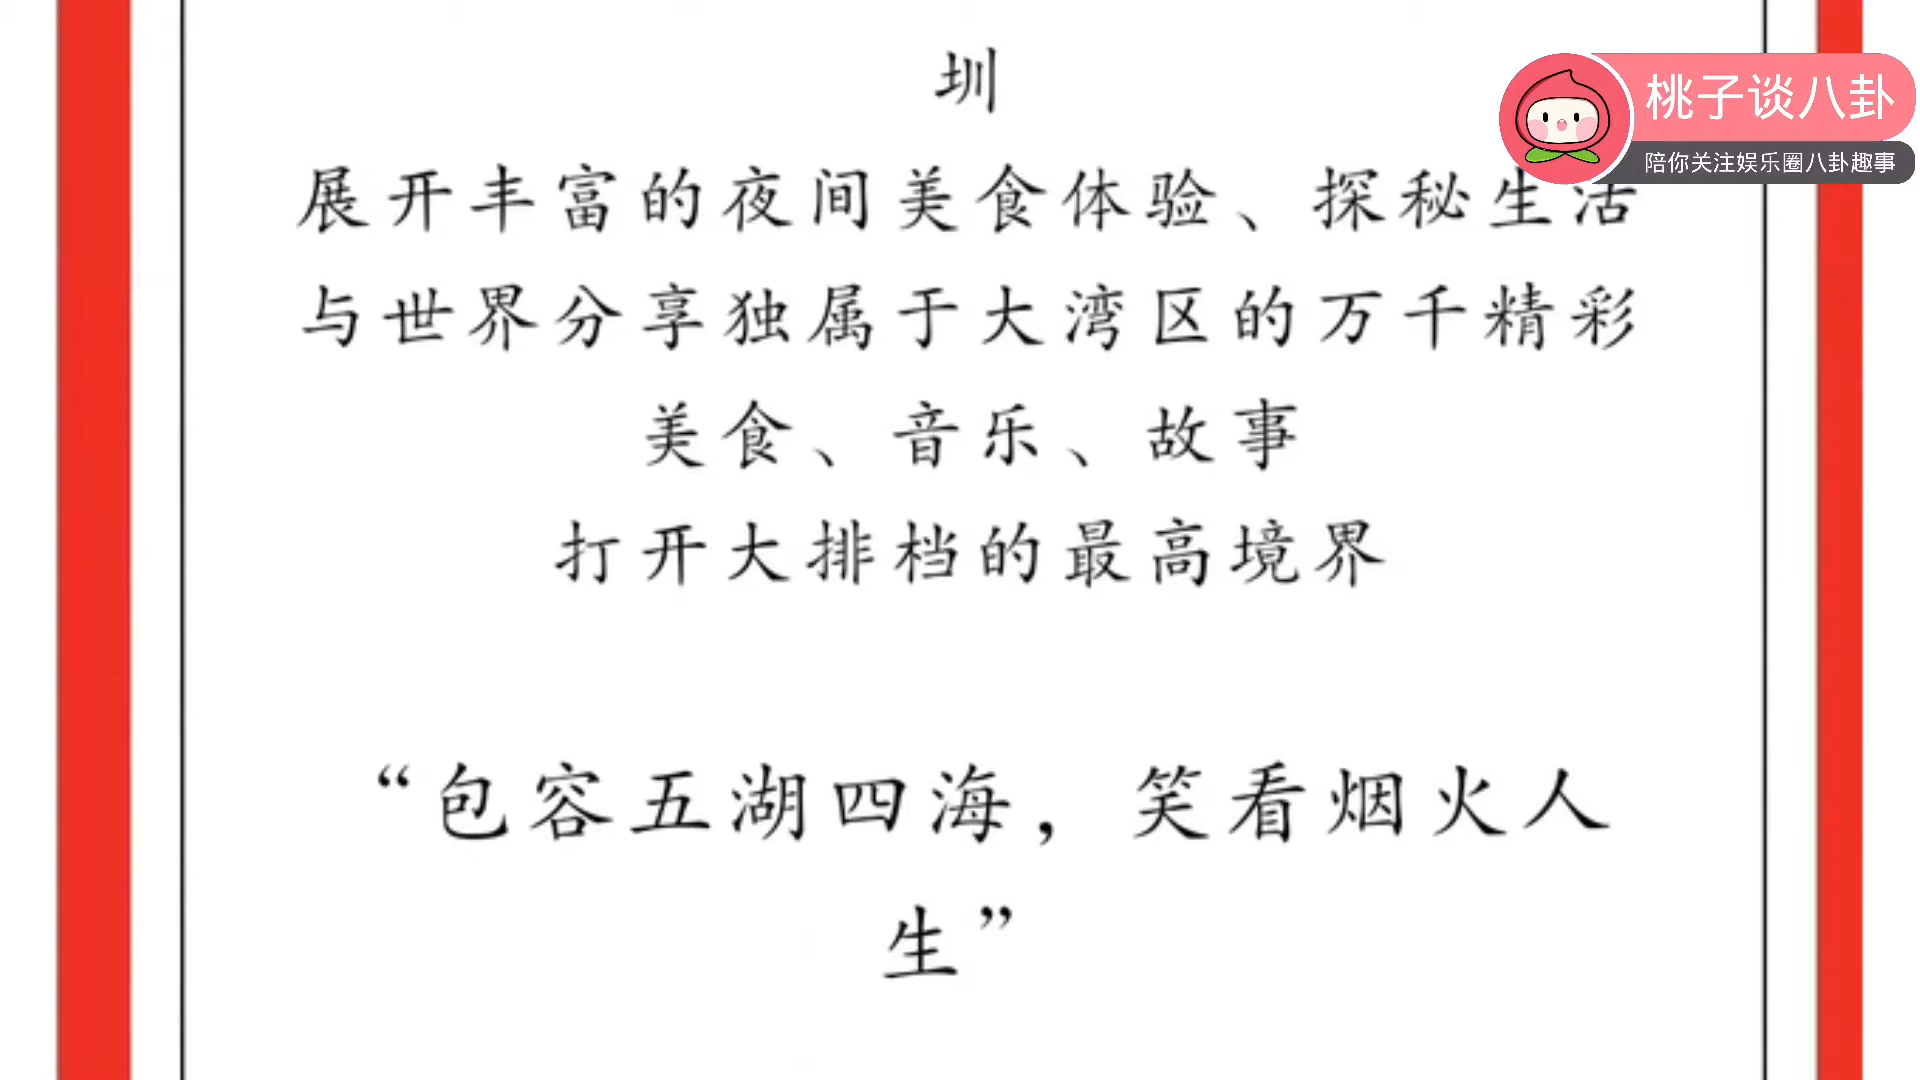 圳
桃子谈八卦
陪你关注娱乐圈八卦趣事
展开丰富的夜间美食体验、探秘生活
与世界分享独属于大湾区的万千精彩
美食、音乐、故事
打开大排档的最高境界
“包容五湖四海，笑看烟火人
生”